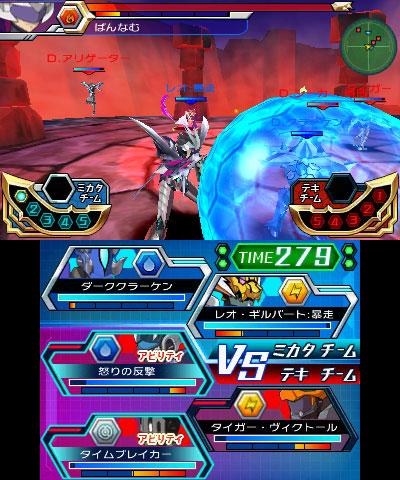 ばんなむ
D.アリゲーター
レオ:暴走
ミカタ
チーム
2 3 4 5
テキ
チーム
5 4 3 2 1
TIME 279
ダーククラーケン
レオ・ギルバート:暴走
アビリティ
怒りの反撃
VS
ミカタ チーム
テキ チーム
タイガー・ヴィクトール
アビリティ
タイムブレイカー